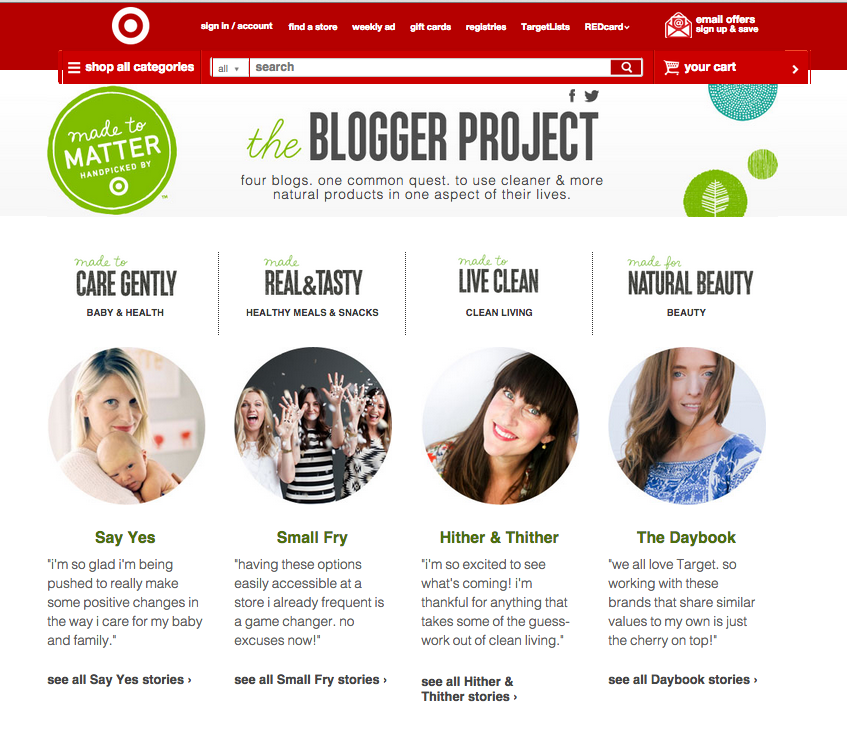 sign in / account find a store weekly ad gift cards registries TargetLists REDcard
email offers
sign up & save
shop all categories all search your cart
made to
MATTER
HANDPICKED BY
TM
the BLOGGER PROJECT
four blogs. one common quest. to use cleaner & more
natural products in one aspect of their lives.
made to
CARE GENTLY
BABY & HEALTH
made
REAL&TASTY
HEALTHY MEALS & SNACKS
made to
LIVE CLEAN
CLEAN LIVING
made for
NATURAL BEAUTY
BEAUTY
Say Yes
"i'm so glad i'm being
pushed to really make
some positive changes in
the way i care for my baby
and family."
see all Say Yes stories ›
Small Fry
"having these options
easily accessible at a
store i already frequent is
a game changer. no
excuses now!"
see all Small Fry stories ›
Hither & Thither
"i'm so excited to see
what's coming! i'm
thankful for anything that
takes some of the guess-
work out of clean living."
see all Hither &
Thither stories ›
The Daybook
"we all love Target. so
working with these
brands that share similar
values to my own is just
the cherry on top!"
see all Daybook stories ›